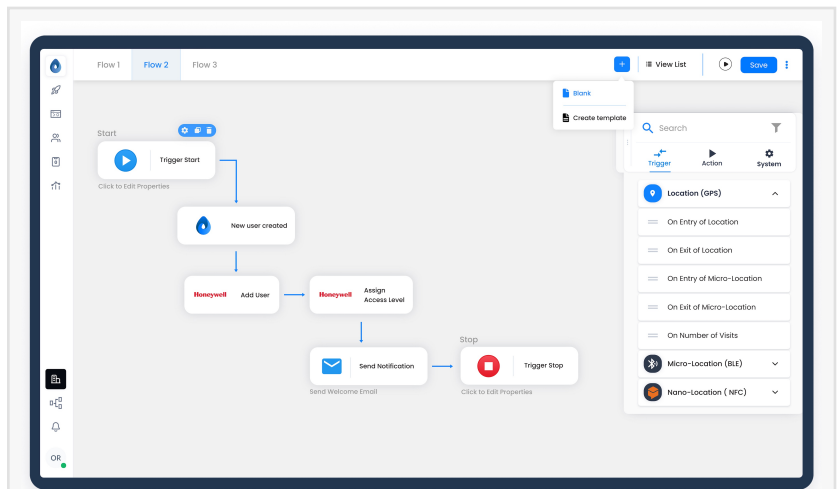 Flow 1
Flow 2
Flow 3
View List
Save
Blank
Create template
Search
Trigger
Action
System
Location (GPS)
On Entry of Location
On Exit of Location
On Entry of Micro-Location
On Exit of Micro-Location
On Number of Visits
Micro-Location (BLE)
Nano-Location ( NFC)
Start
Trigger Start
Click to Edit Properties
New user created
Honeywell
Add User
Honeywell
Assign
Access Level
Send Notification
Send Welcome Email
Stop
Trigger Stop
Click to Edit Properties
OR